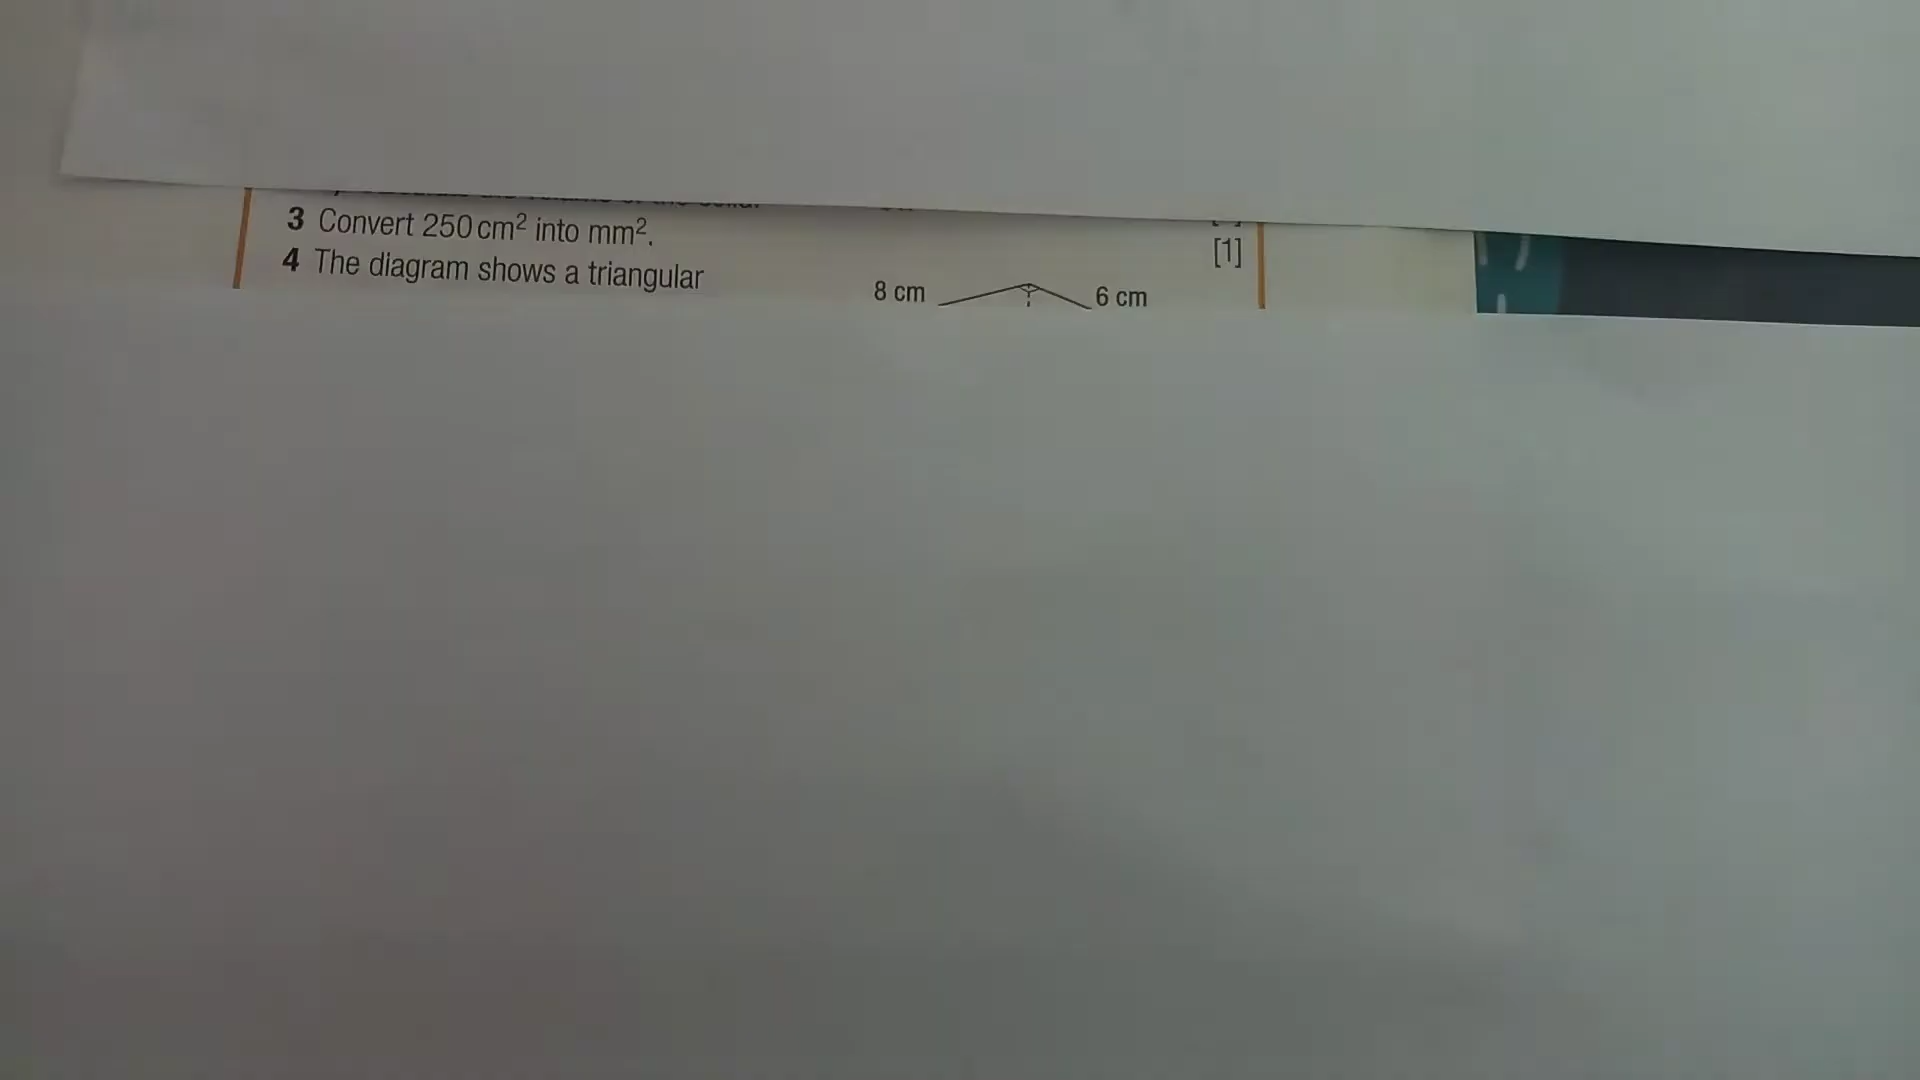 3 Convert 250 cm² into mm².
[1]
4 The diagram shows a triangular
8 cm
6 cm